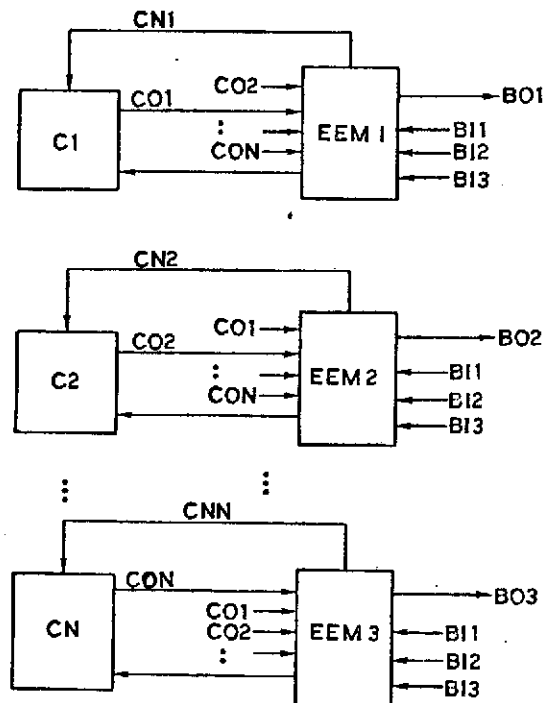 CN1
CO2
CO1
C1
:
CON
EEM 1
BO1
BI1
BI2
BI3
CN2
CO1
CO2
C2
:
CON
EEM 2
BO2
BI1
BI2
BI3
⋮
⋮
CNN
CON
CN
CO1
CO2
:
EEM 3
BO3
BI1
BI2
BI3